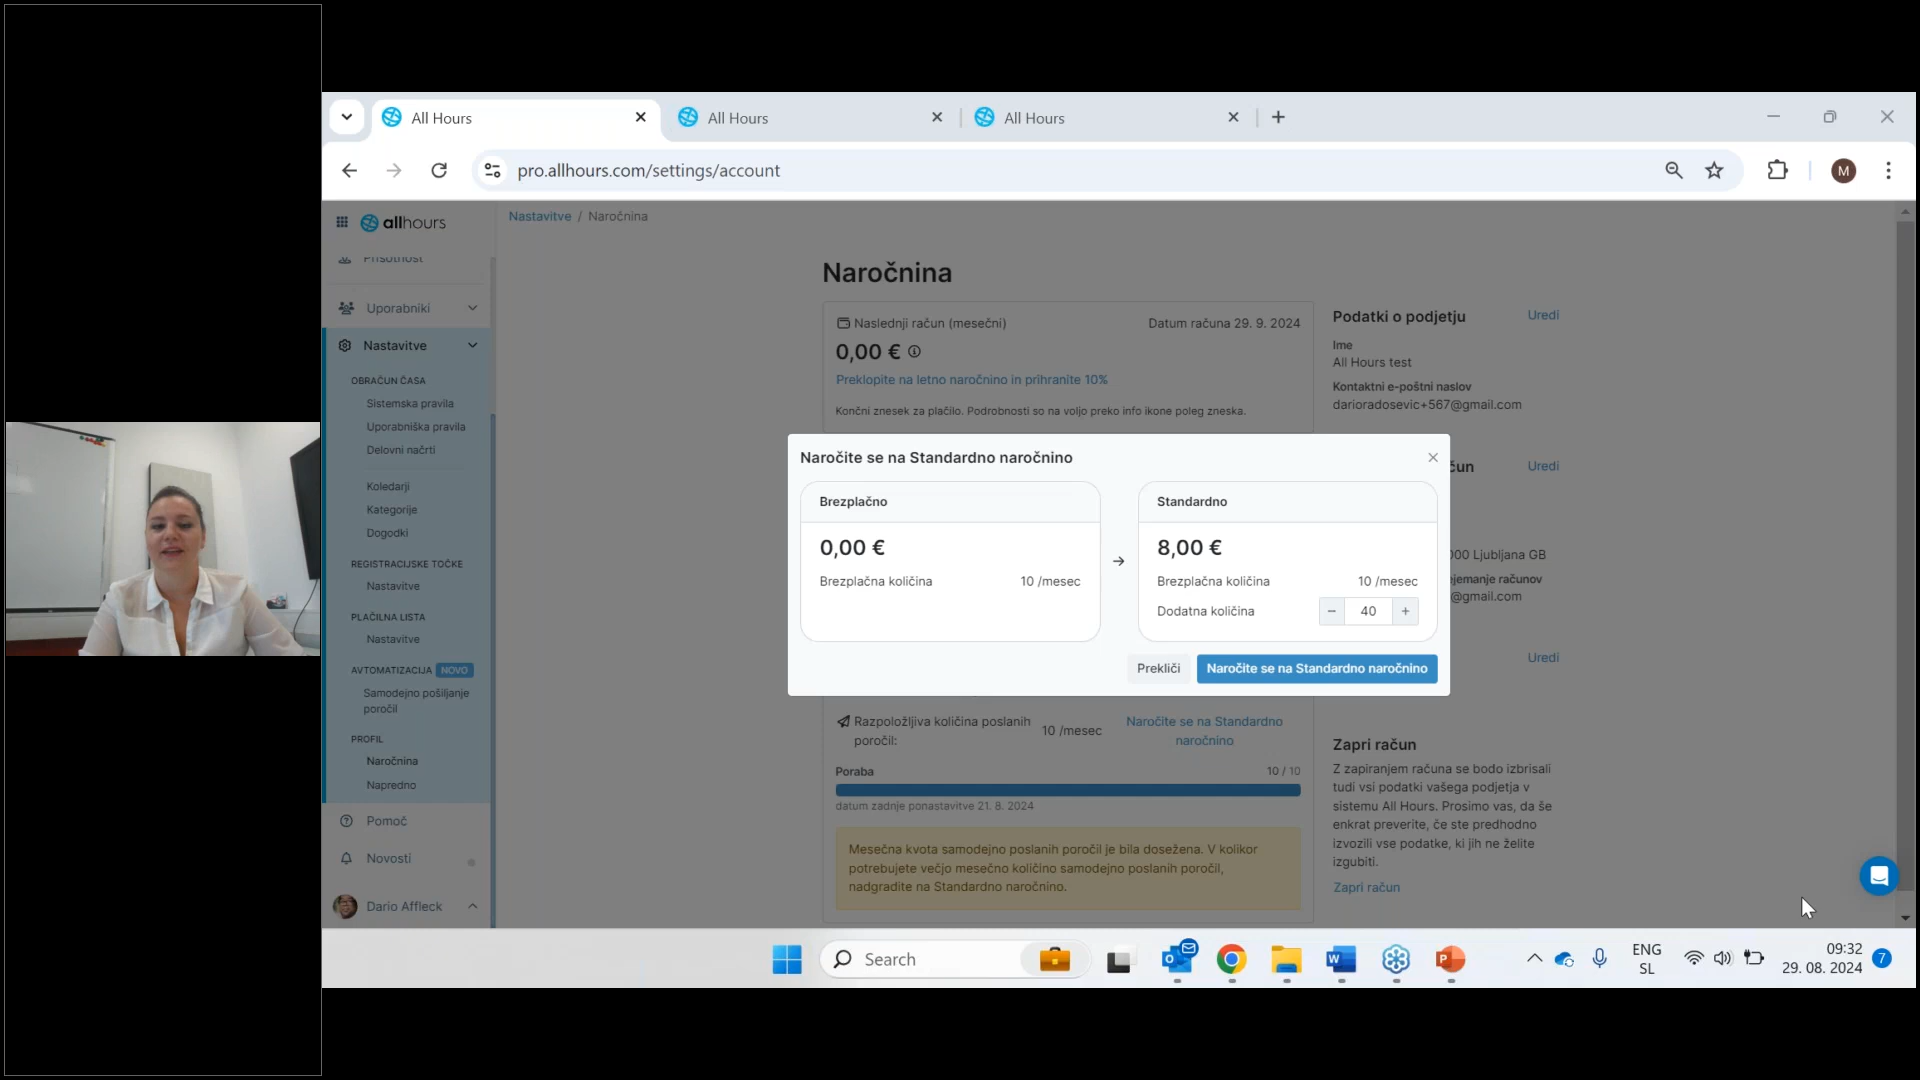 All Hours
All Hours
All Hours
pro.allhours.com/settings/account
M
allhours
Nastavitve / Naročnina
Prisotnost
Uporabniki
Nastavitve
OBRAČUN ČASA
Sistemska pravila
Uporabniška pravila
Delovni načrti
Koledarji
Kategorije
Dogodki
REGISTRACIJSKE TOČKE
Nastavitve
PLAČILNA LISTA
Nastavitve
AVTOMATIZACIJA NOVO
Samodejno pošiljanje
poročil
PROFIL
Naročnina
Napredno
Pomoč
Novosti
Dario Affleck
Naročnina
Naslednji račun (mesečni)
Datum računa 29. 9. 2024
0,00 €
Preklopite na letno naročnino in prihranite 10%
Končni znesek za plačilo. Podrobnosti so na voljo preko info ikone poleg zneska.
Podatki o podjetju
Uredi
Ime
All Hours test
Kontaktni e-poštni naslov
darioradosevic+567@gmail.com
čun
Uredi
000 Ljubljana GB
ejemanje računov
@gmail.com
Uredi
Naročite se na Standardno naročnino
Brezplačno
0,00 €
Brezplačna količina 10 /mesec
Standardno
8,00 €
Brezplačna količina 10 /mesec
Dodatna količina − 40 +
Prekliči
Naročite se na Standardno naročnino
Razpoložljiva količina poslanih
poročil:
10 /mesec
Naročite se na Standardno
naročnino
Poraba
10 / 10
datum zadnje ponastavitve 21. 8. 2024
Mesečna kvota samodejno poslanih poročil je bila dosežena. V kolikor
potrebujete večjo mesečno količino samodejno poslanih poročil,
nadgradite na Standardno naročnino.
Zapri račun
Z zapiranjem računa se bodo izbrisali
tudi vsi podatki vašega podjetja v
sistemu All Hours. Prosimo vas, da še
enkrat preverite, če ste predhodno
izvozili vse podatke, ki jih ne želite
izgubiti.
Zapri račun
Search
ENG
SL
09:32
29. 08. 2024
7